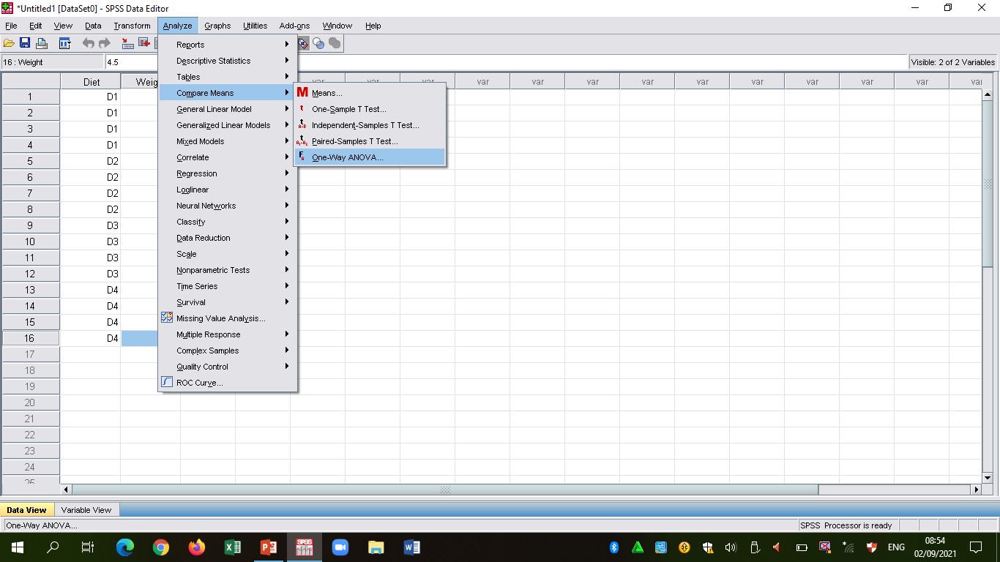 *Untitled1 [DataSet0] - SPSS Data Editor
File Edit View Data Transform Analyze Graphs Utilities Add-ons Window Help
16 : Weight 4.5 Visible: 2 of 2 Variables
Diet Weig var var var var var var var var var var var var
1 D1
2 D1
3 D1
4 D1
5 D2
6 D2
7 D2
8 D2
9 D3
10 D3
11 D3
12 D3
13 D4
14 D4
15 D4
16 D4
17
18
19
20
21
22
23
24
25
Reports
Descriptive Statistics
Tables
Compare Means
General Linear Model
Generalized Linear Models
Mixed Models
Correlate
Regression
Loglinear
Neural Networks
Classify
Data Reduction
Scale
Nonparametric Tests
Time Series
Survival
Missing Value Analysis...
Multiple Response
Complex Samples
Quality Control
ROC Curve...
M Means...
t One-Sample T Test...
Independent-Samples T Test...
Paired-Samples T Test...
One-Way ANOVA...
Data View Variable View
One-Way ANOVA... SPSS Processor is ready
SPSS ENG 08:54
02/09/2021